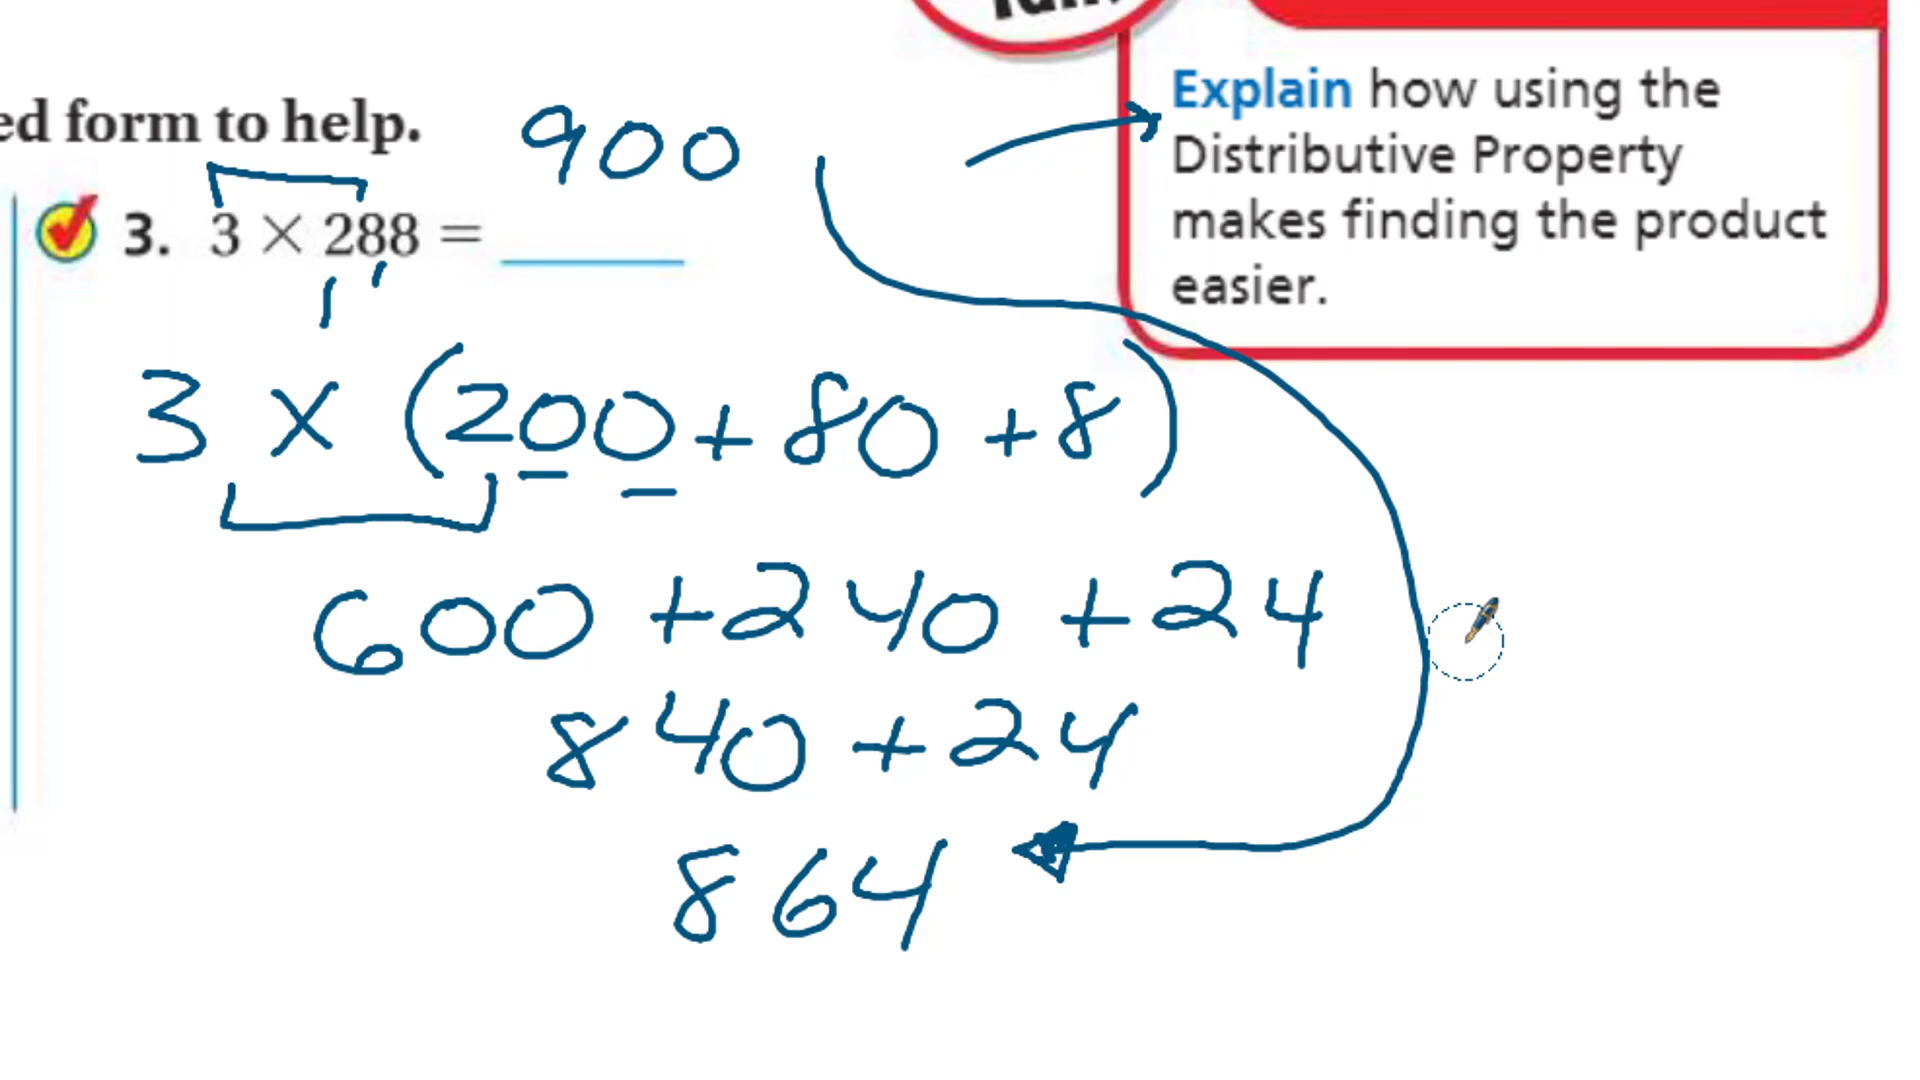 ed form to help.
900
3. 3 × 288 =
Explain how using the
Distributive Property
makes finding the product
easier.
3 × (200 + 80 + 8)
600 + 240 + 24
840 + 24
864